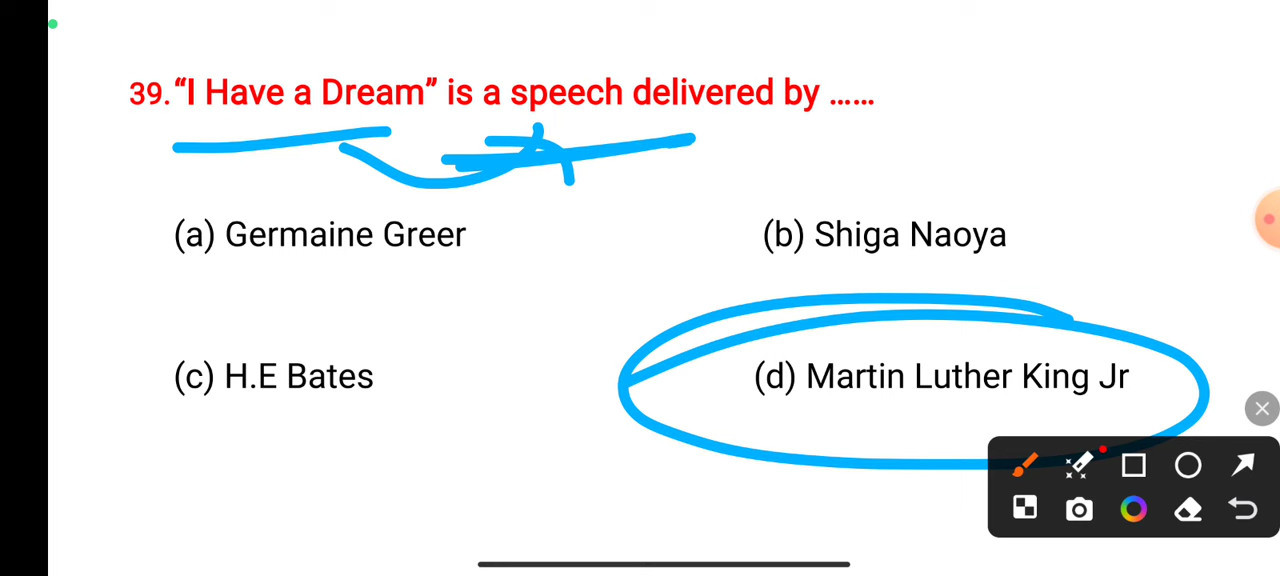 39. “I Have a Dream” is a speech delivered by ......
(a) Germaine Greer
(b) Shiga Naoya
(c) H.E Bates
(d) Martin Luther King Jr